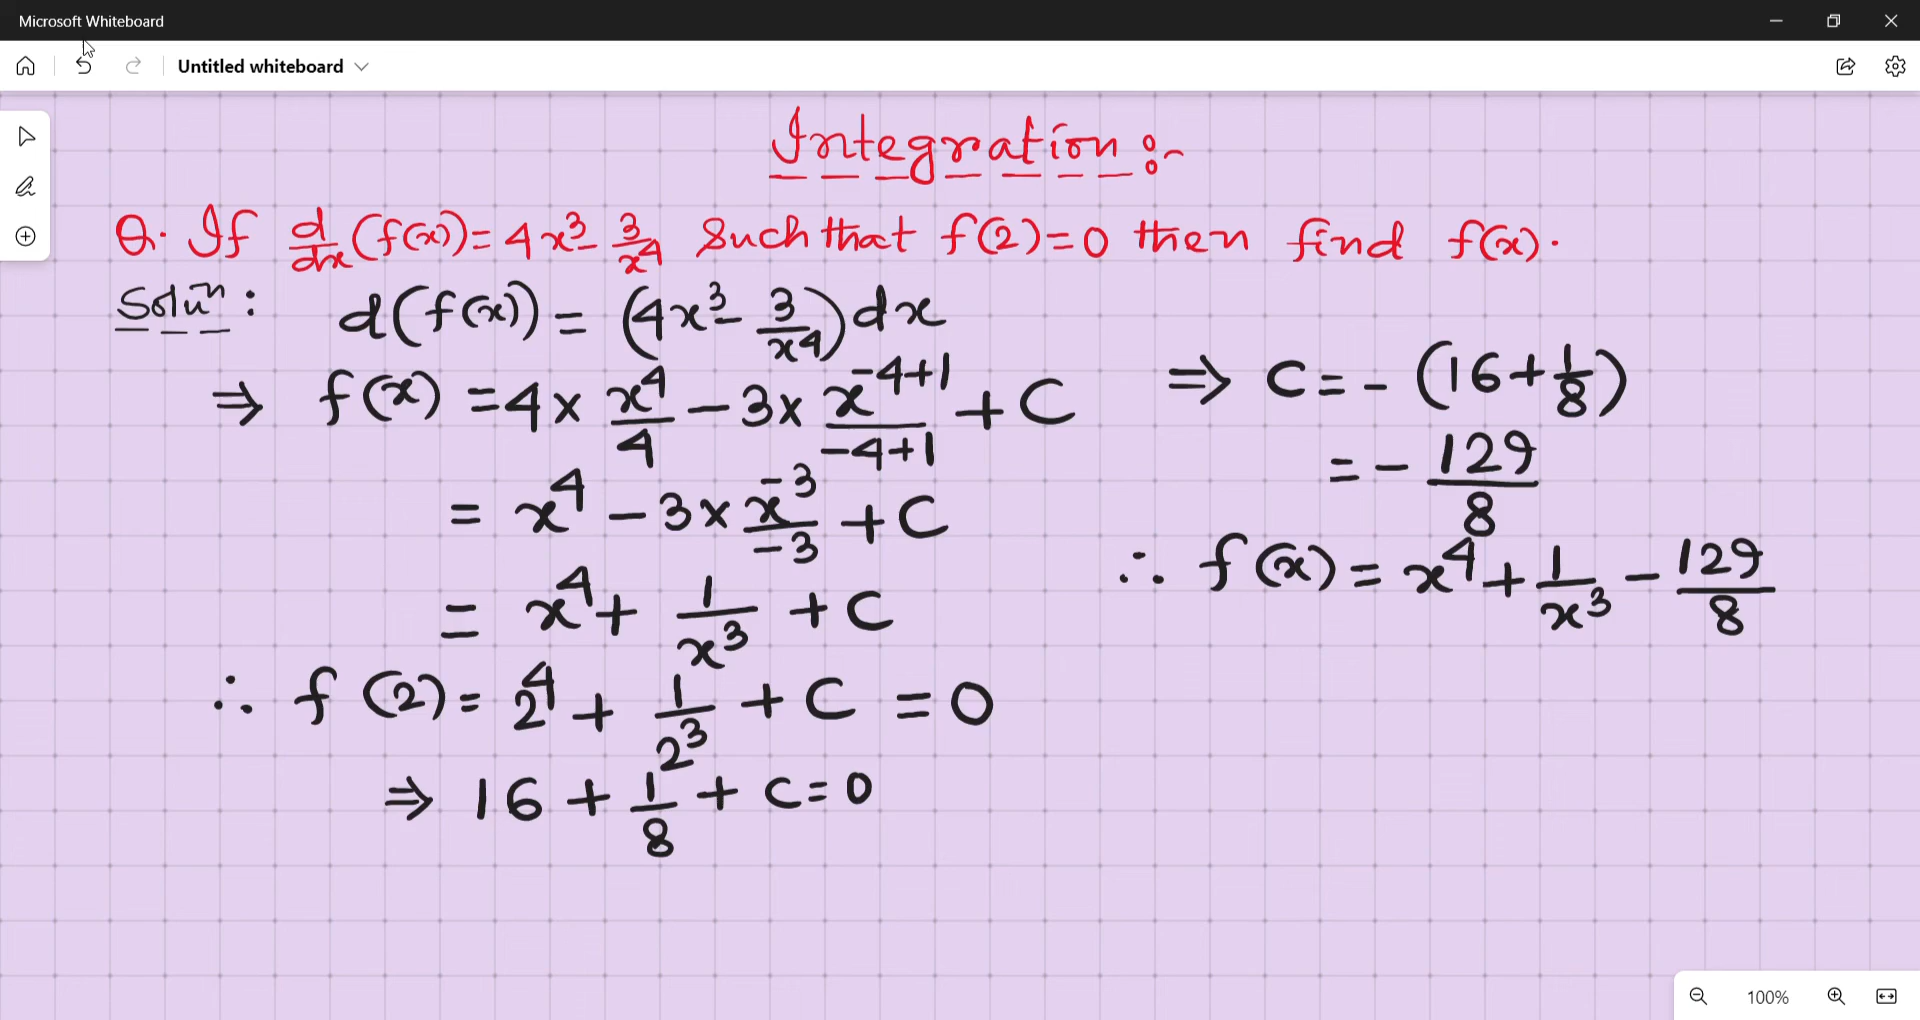 Microsoft Whiteboard
Untitled whiteboard
Integration :-
Q. If d/dx (f(x)) = 4x³ - 3/x⁴ such that f(2) = 0 then find f(x).
Soluⁿ :
d(f(x)) = (4x³ - 3/x⁴) dx
⇒ f(x) = 4 × x⁴/4 - 3 × x⁻⁴⁺¹/-4+1 + C
= x⁴ - 3 × x⁻³/-3 + C
= x⁴ + 1/x³ + C
∴ f(2) = 2⁴ + 1/2³ + C = 0
⇒ 16 + 1/8 + C = 0
⇒ C = - (16 + 1/8)
= - 129/8
∴ f(x) = x⁴ + 1/x³ - 129/8
100%